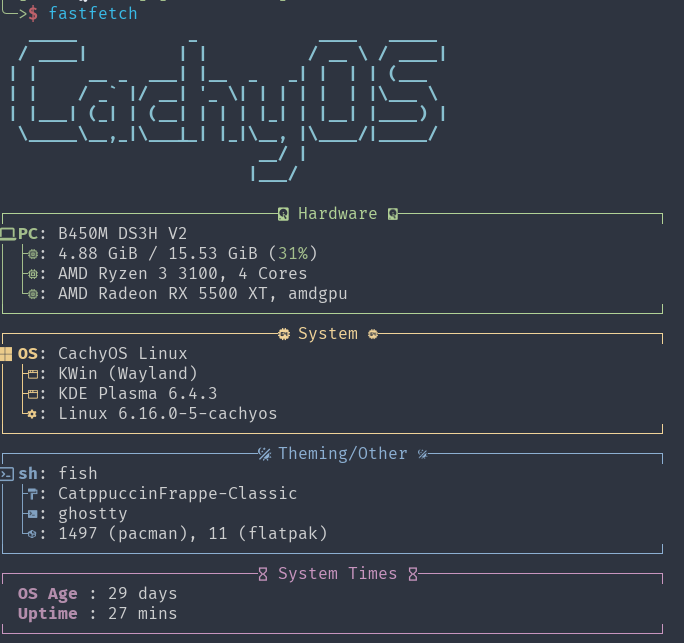 $ fastfetch
CachyOS
Hardware
PC: B450M DS3H V2
: 4.88 GiB / 15.53 GiB (31%)
: AMD Ryzen 3 3100, 4 Cores
: AMD Radeon RX 5500 XT, amdgpu
System
OS: CachyOS Linux
: KWin (Wayland)
: KDE Plasma 6.4.3
: Linux 6.16.0-5-cachyos
Theming/Other
sh: fish
: CatppuccinFrappe-Classic
: ghostty
: 1497 (pacman), 11 (flatpak)
System Times
OS Age : 29 days
Uptime : 27 mins